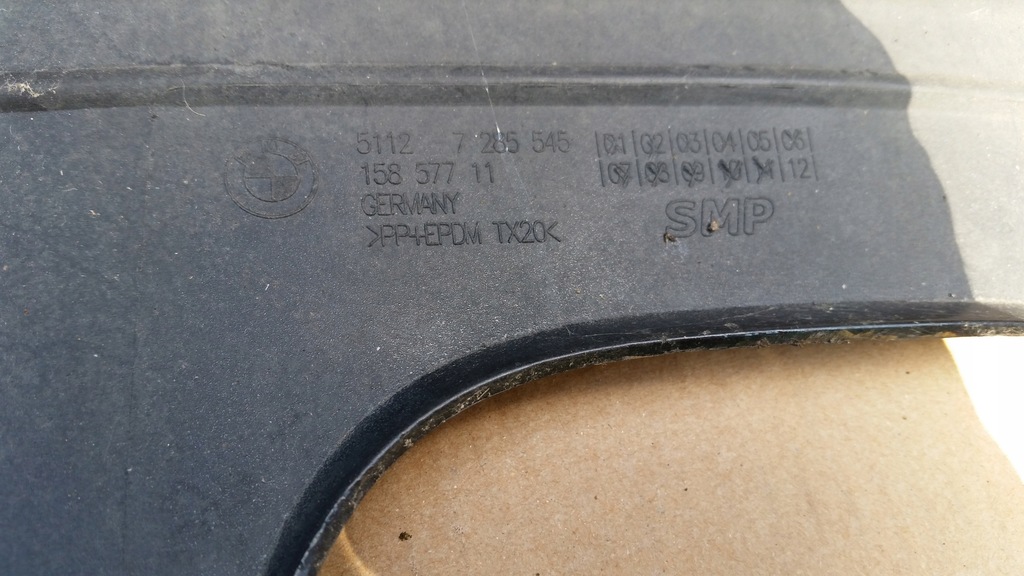 5112 7 285 545
158 577 11
GERMANY
>PP+EPDM TX20<
|01|02|03|04|05|06|
|07|08|09|10|11|12|
SMP